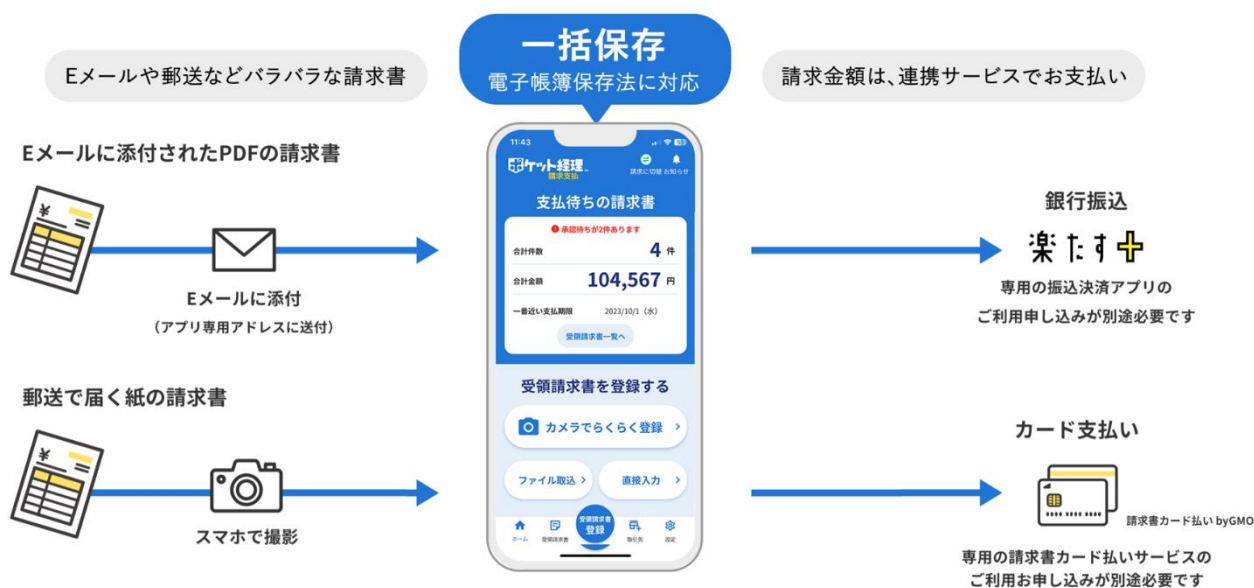 Eメールや郵送などバラバラな請求書
一括保存
電子帳簿保存法に対応
請求金額は、連携サービスでお支払い
Eメールに添付されたPDFの請求書
¥
Eメールに添付
(アプリ専用アドレスに送付)
郵送で届く紙の請求書
¥
スマホで撮影
11:43
ポケット経理
請求支払
請求に切替 お知らせ
支払待ちの請求書
承認待ちが2件あります
合計件数 4 件
合計金額 104,567 円
一番近い支払期限 2023/10/1(水)
受領請求書一覧へ
受領請求書を登録する
カメラでらくらく登録
ファイル取込
直接入力
ホーム 受領請求書 受領請求書登録 取引先 設定
銀行振込
楽たす+
専用の振込決済アプリの
ご利用申し込みが別途必要です
カード支払い
請求書カード払い byGMO
専用の請求書カード払いサービスの
ご利用お申し込みが別途必要です